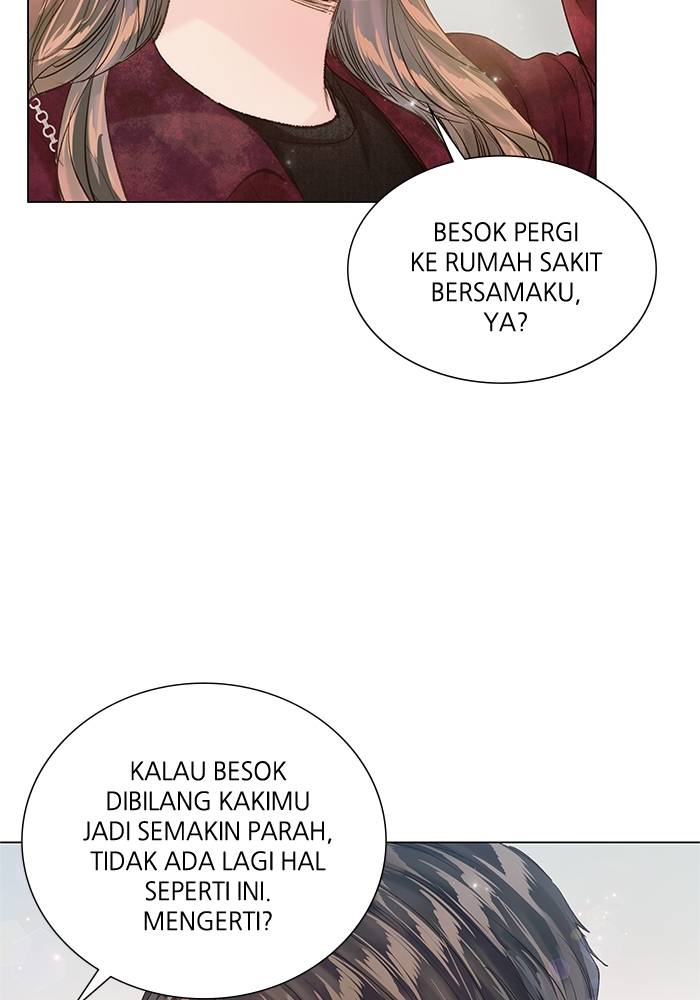 BESOK PERGI
KE RUMAH SAKIT
BERSAMAKU,
YA?
KALAU BESOK
DIBILANG KAKIMU
JADI SEMAKIN PARAH,
TIDAK ADA LAGI HAL
SEPERTI INI.
MENGERTI?